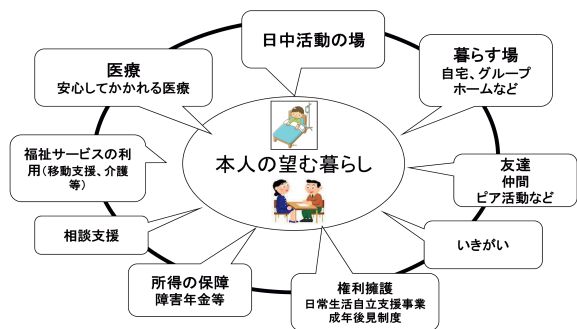 日中活動の場
医療
安心してかかれる医療
暮らす場
自宅、グループ
ホームなど
本人の望む暮らし
福祉サービスの利
用(移動支援、介護
等)
友達
仲間
ピア活動など
相談支援
いきがい
所得の保障
障害年金等
権利擁護
日常生活自立支援事業
成年後見制度